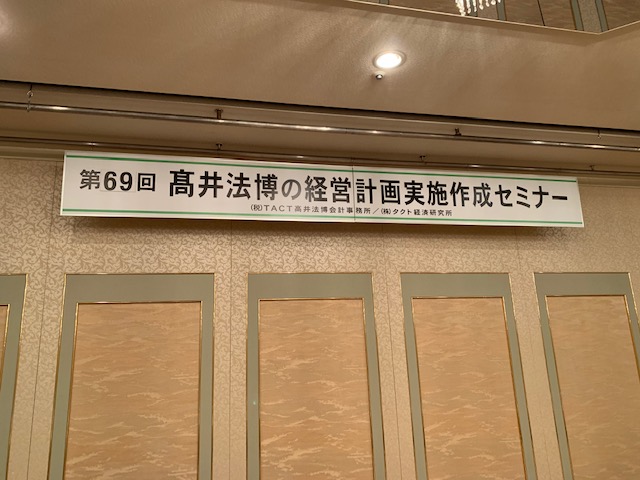 第69回 髙井法博の経営計画実施作成セミナー
(税)TACT高井法博会計事務所/(株)タクト経済研究所